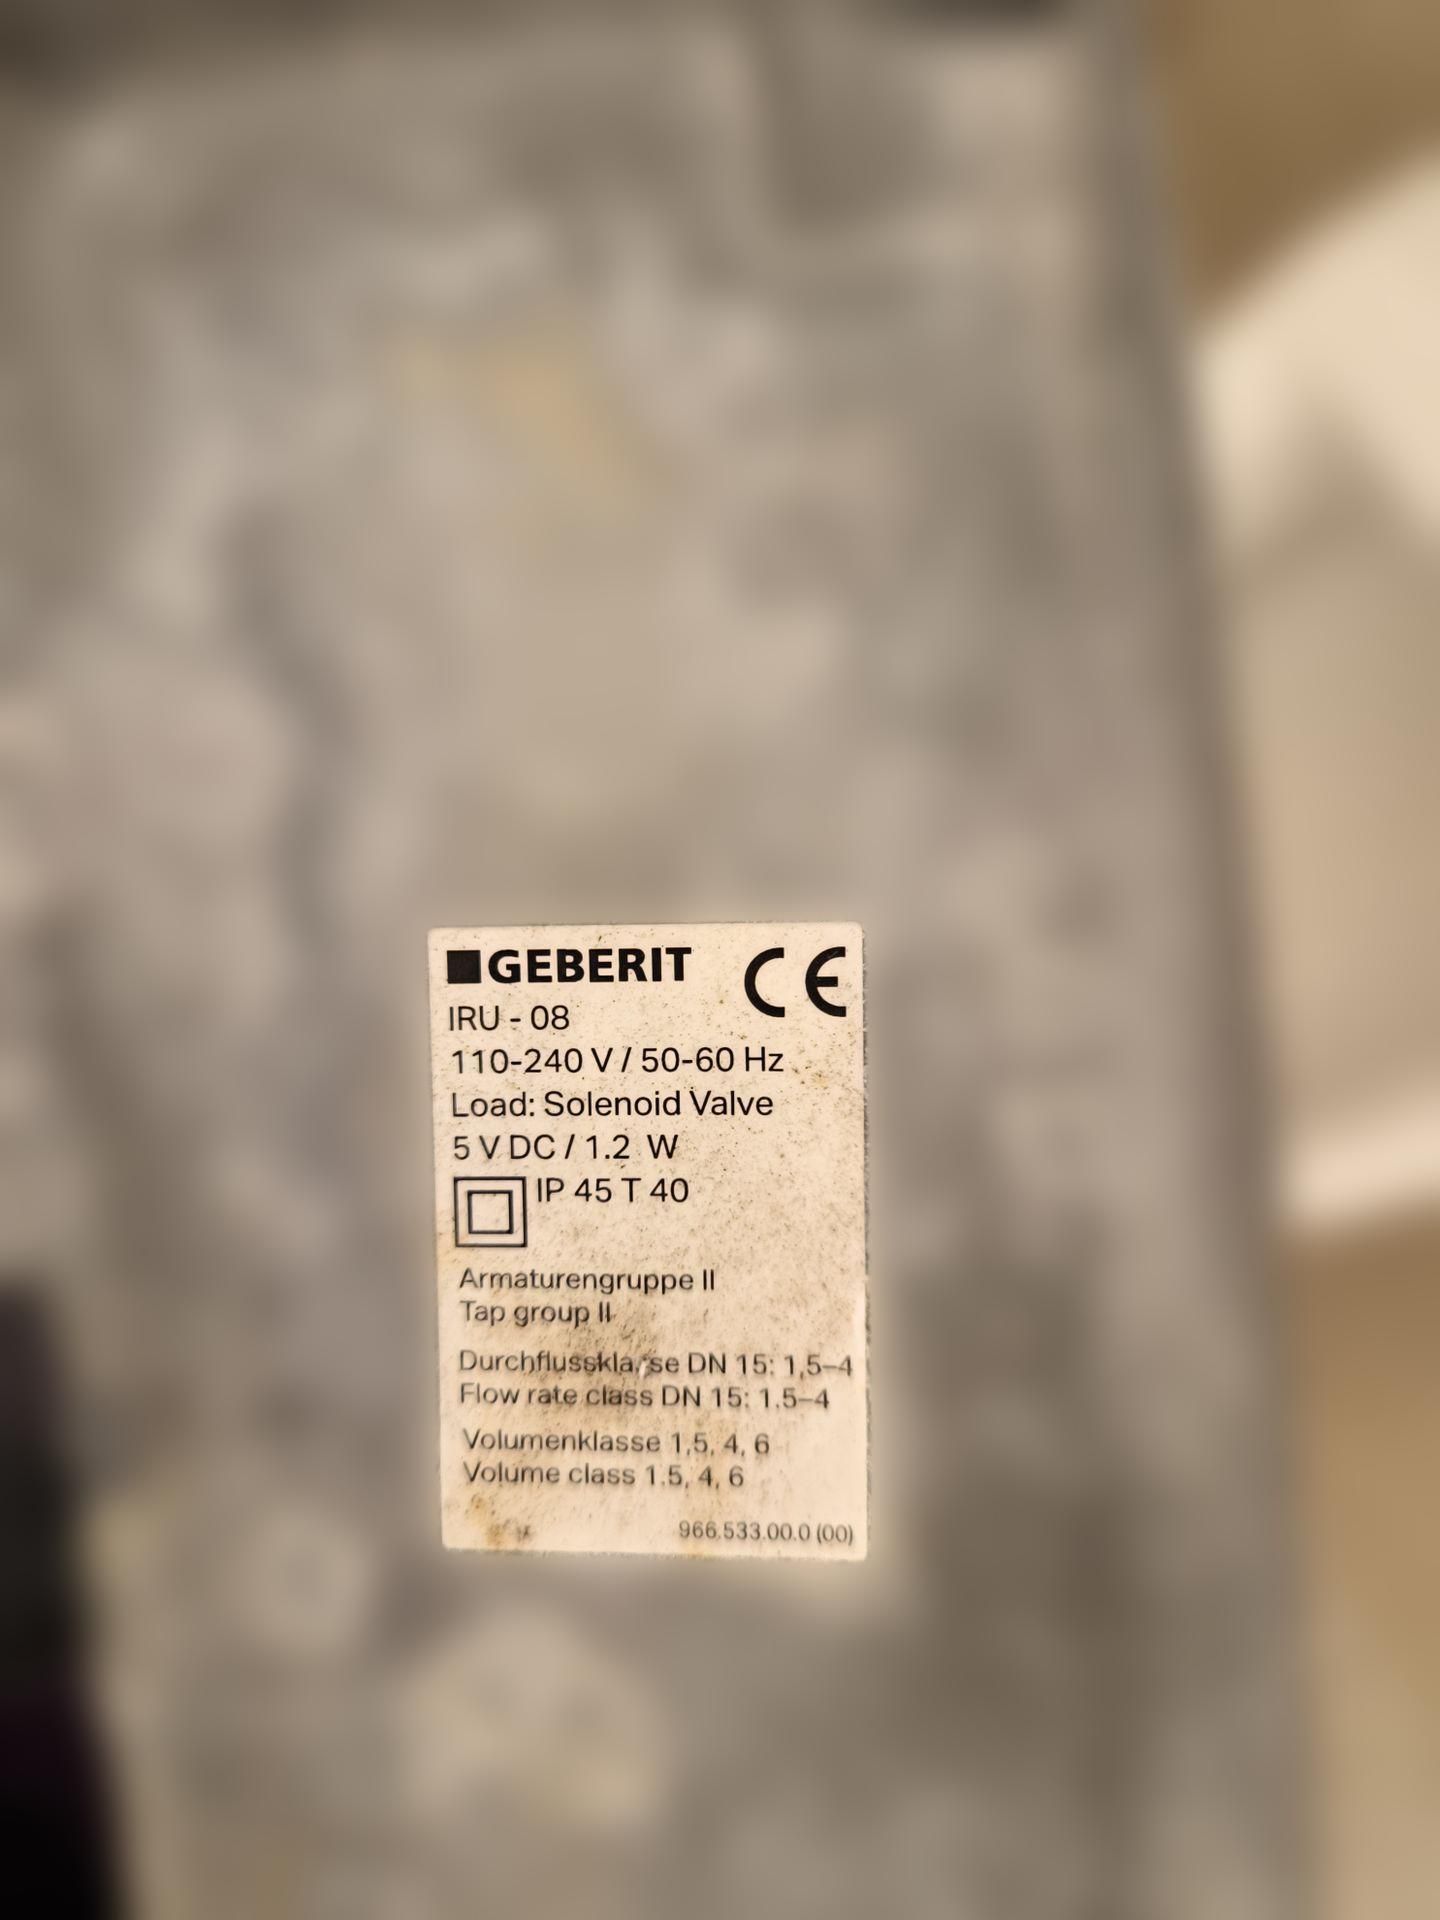 GEBERIT CE
IRU - 08
110-240 V / 50-60 Hz
Load: Solenoid Valve
5 V DC / 1.2 W
IP 45 T 40
Armaturengruppe II
Tap group II
Durchflussklasse DN 15: 1,5–4
Flow rate class DN 15: 1.5–4
Volumenklasse 1,5, 4, 6
Volume class 1.5, 4, 6
966.533.00.0 (00)